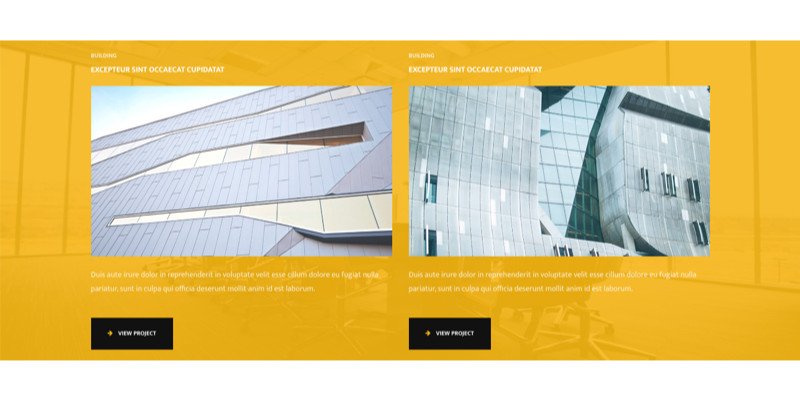 BUILDING
EXCEPTEUR SINT OCCAECAT CUPIDATAT
Duis aute irure dolor in reprehenderit in voluptate velit esse cillum dolore eu fugiat nulla
pariatur, sunt in culpa qui officia deserunt mollit anim id est laborum.
VIEW PROJECT
BUILDING
EXCEPTEUR SINT OCCAECAT CUPIDATAT
Duis aute irure dolor in reprehenderit in voluptate velit esse cillum dolore eu fugiat nulla
pariatur, sunt in culpa qui officia deserunt mollit anim id est laborum.
VIEW PROJECT